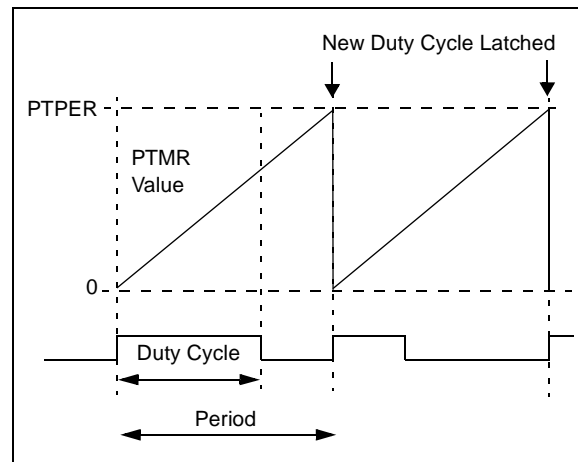 New Duty Cycle Latched
PTPER
PTMR
Value
0
Duty Cycle
Period